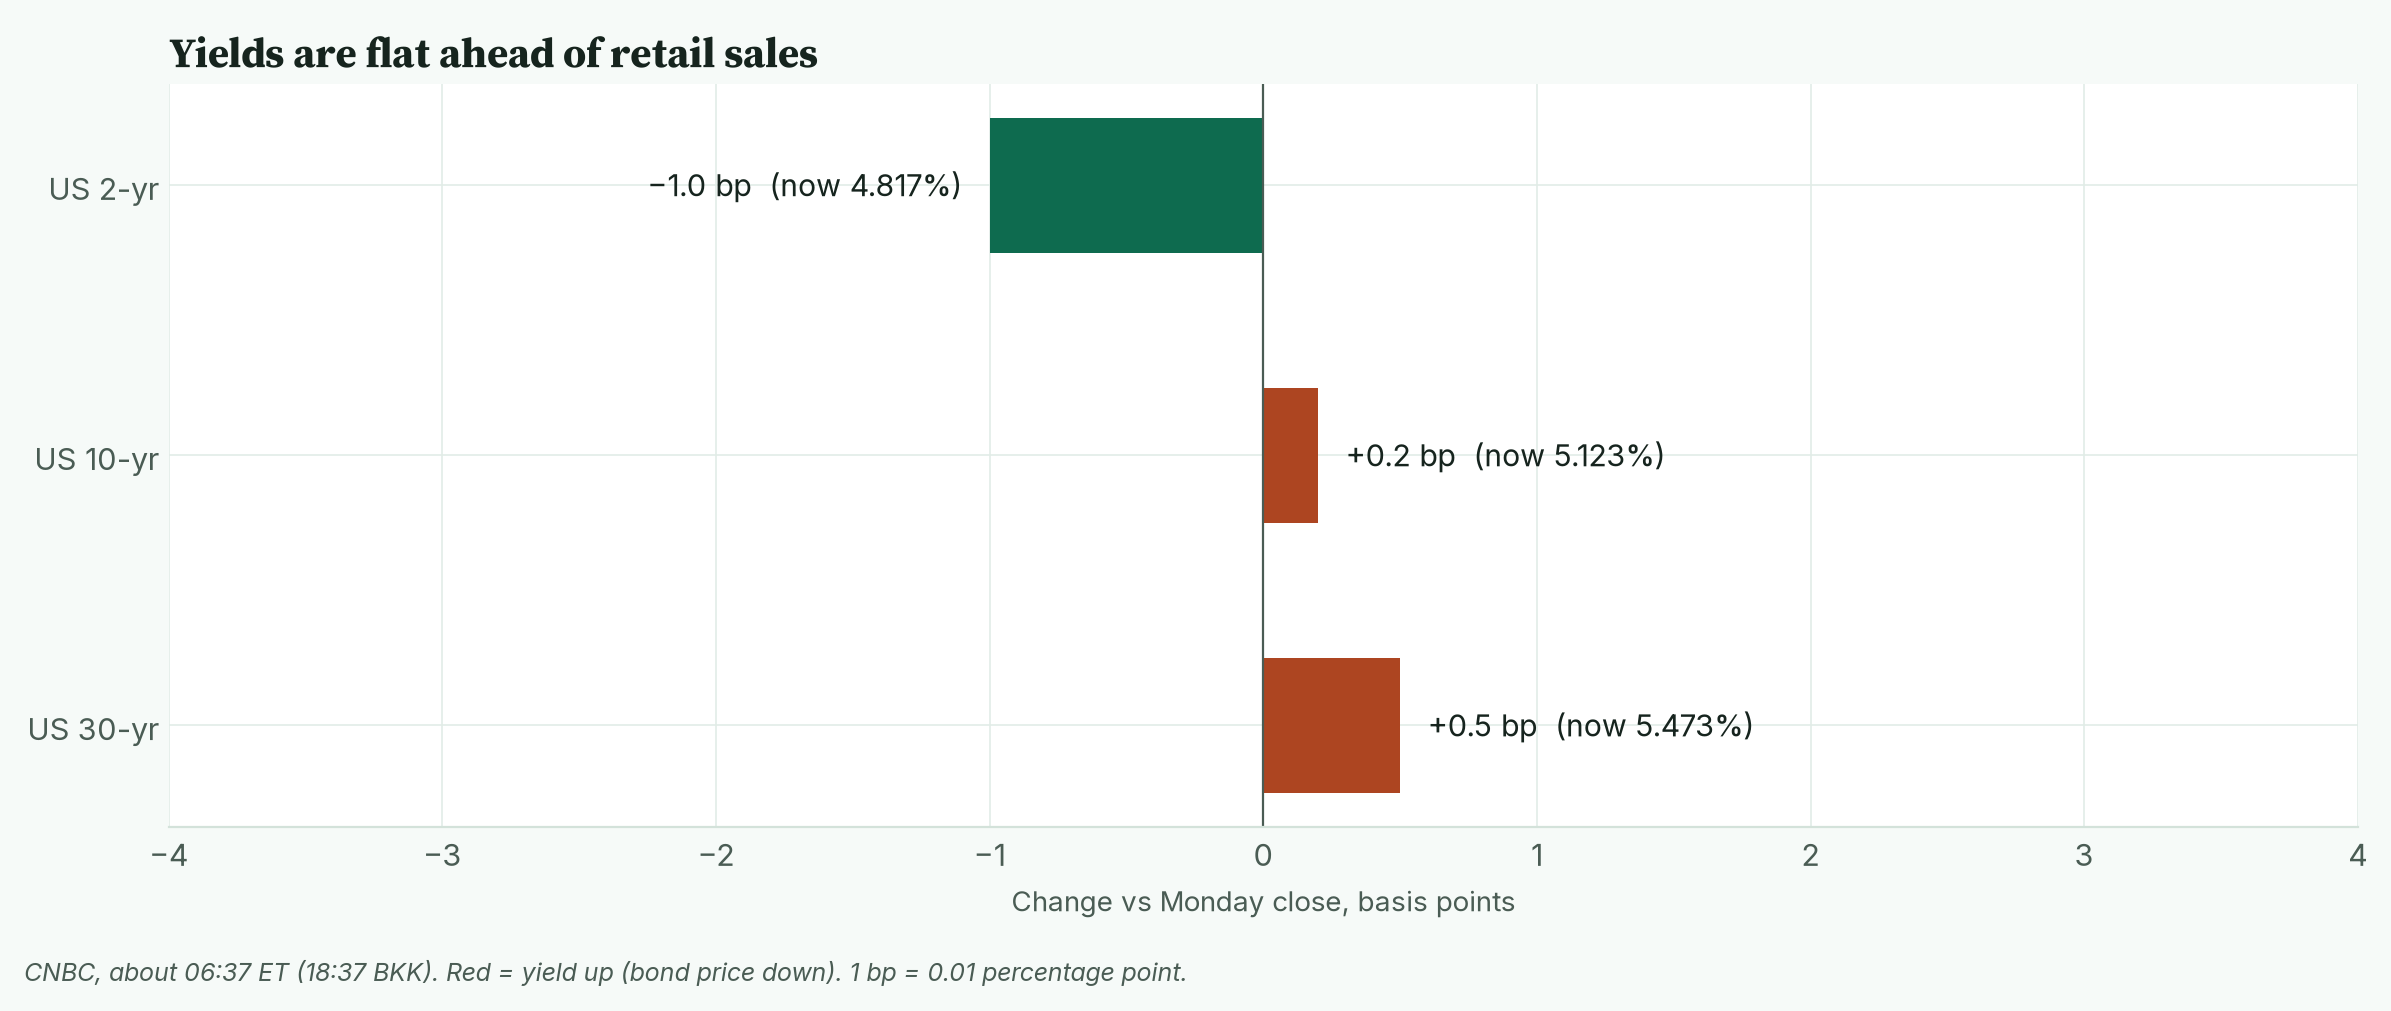 Yields are flat ahead of retail sales
US 2-yr
−1.0 bp  (now 4.817%)
US 10-yr
+0.2 bp  (now 5.123%)
US 30-yr
+0.5 bp  (now 5.473%)
−4 −3 −2 −1 0 1 2 3 4
Change vs Monday close, basis points
CNBC, about 06:37 ET (18:37 BKK). Red = yield up (bond price down). 1 bp = 0.01 percentage point.